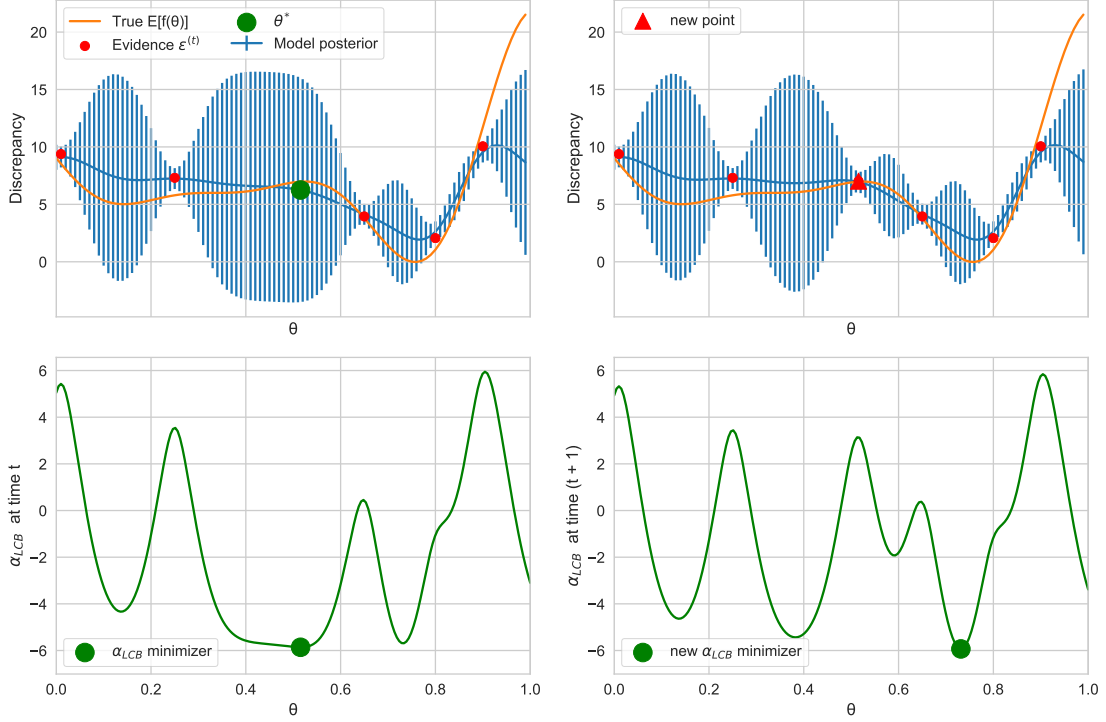 True E[f(θ)]
Evidence ε^(t)
θ*
Model posterior
20
15
10
5
0
Discrepancy
θ
new point
20
15
10
5
0
Discrepancy
θ
6
4
2
0
−2
−4
−6
α_LCB at time t
α_LCB minimizer
0.0 0.2 0.4 0.6 0.8 1.0
θ
6
4
2
0
−2
−4
−6
α_LCB at time (t + 1)
new α_LCB minimizer
0.0 0.2 0.4 0.6 0.8 1.0
θ